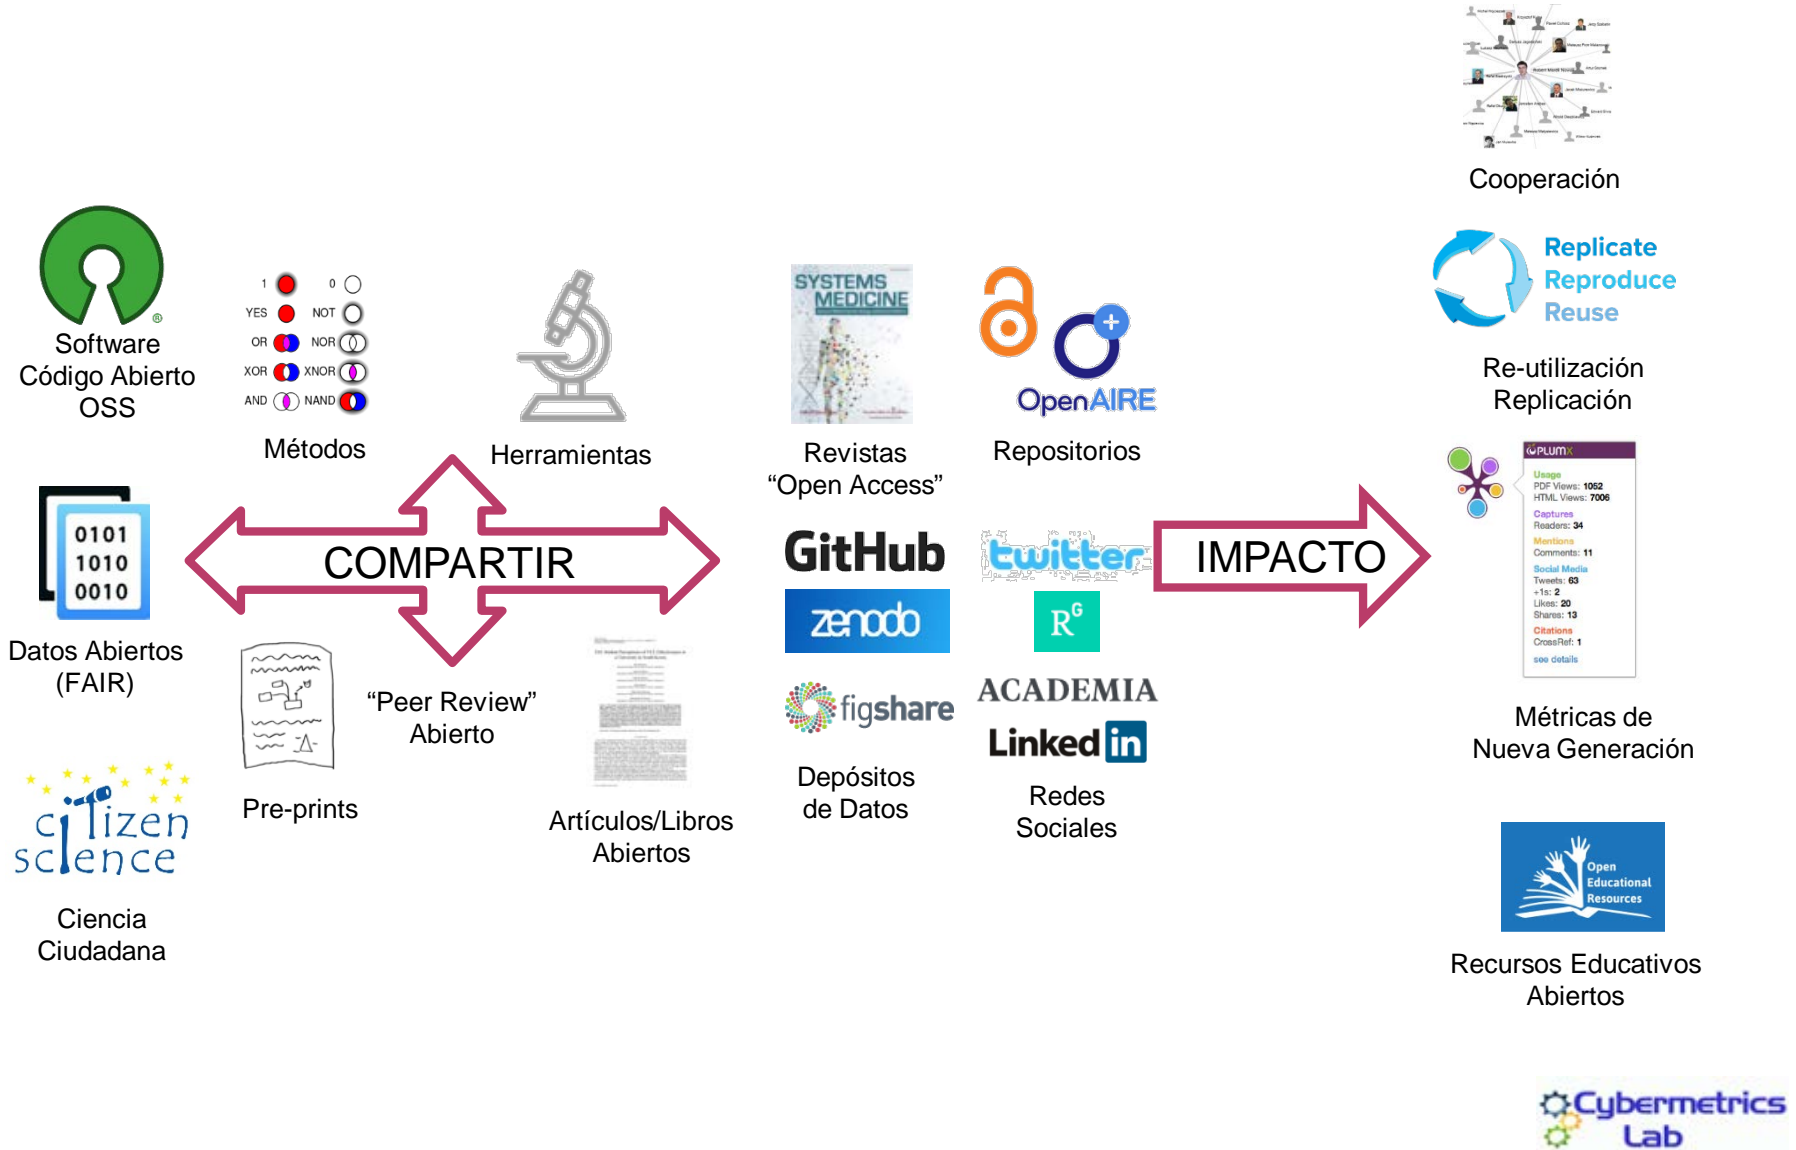 Cooperación
Replicate
Reproduce
Reuse
Re-utilización
Replicación
Software
Código Abierto
OSS
1 0
YES NOT
OR NOR
XOR XNOR
AND NAND
Métodos
Herramientas
SYSTEMS
MEDICINE
Revistas
“Open Access”
OpenAIRE
Repositorios
0101
1010
0010
Datos Abiertos
(FAIR)
COMPARTIR
GitHub
zenodo
figshare
Depósitos
de Datos
twitter
RG
ACADEMIA
Linked in
Redes
Sociales
IMPACTO
PLUMX
Usage
PDF Views: 1052
HTML Views: 7006
Captures
Readers: 34
Mentions
Comments: 11
Social Media
Tweets: 63
+1s: 2
Likes: 20
Shares: 13
Citations
CrossRef: 1
see details
Métricas de
Nueva Generación
citizen
science
Ciencia
Ciudadana
Pre-prints
“Peer Review”
Abierto
Artículos/Libros
Abiertos
Open
Educational
Resources
Recursos Educativos
Abiertos
Cybermetrics
Lab